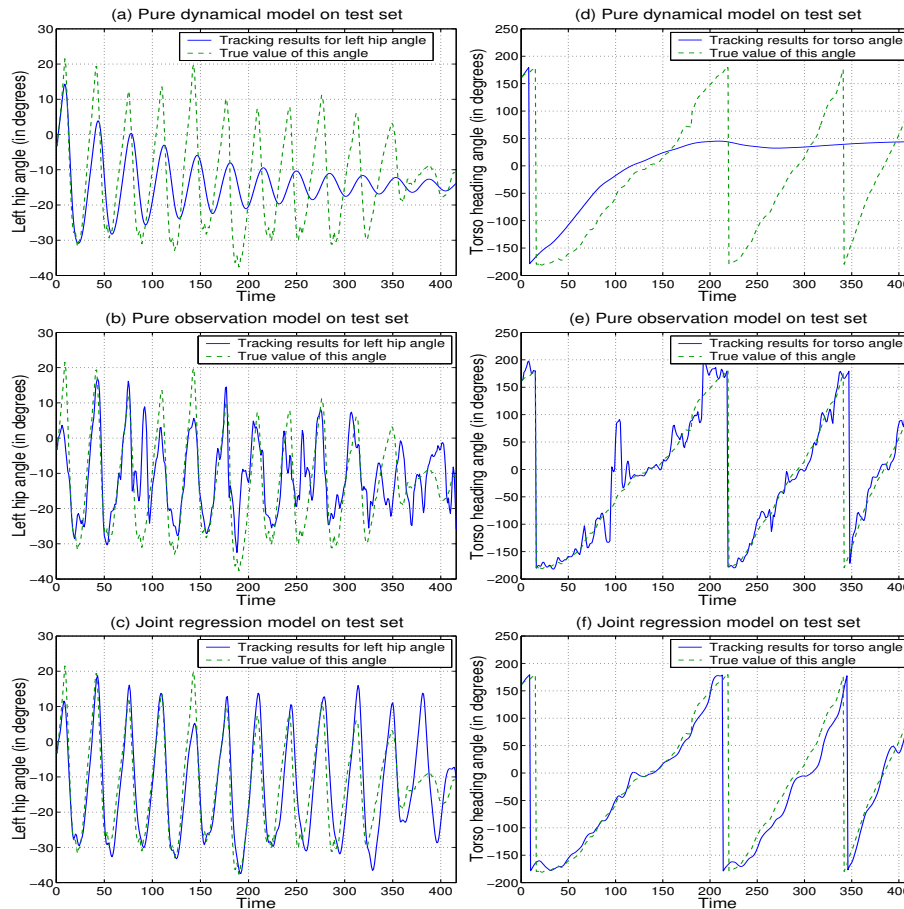 (a) Pure dynamical model on test set
Tracking results for left hip angle
True value of this angle
Left hip angle (in degrees)
30
20
10
0
−10
−20
−30
−40
0 50 100 150 200 250 300 350 400
Time
(d) Pure dynamical model on test set
Tracking results for torso angle
True value of this angle
Torso heading angle (in degrees)
250
200
150
100
50
0
−50
−100
−150
−200
0 50 100 150 200 250 300 350 400
Time
(b) Pure observation model on test set
Tracking results for left hip angle
True value of this angle
Left hip angle (in degrees)
30
20
10
0
−10
−20
−30
−40
0 50 100 150 200 250 300 350 400
Time
(e) Pure observation model on test set
Tracking results for torso angle
True value of this angle
Torso heading angle (in degrees)
250
200
150
100
50
0
−50
−100
−150
−200
0 50 100 150 200 250 300 350 400
Time
(c) Joint regression model on test set
Tracking results for left hip angle
True value of this angle
Left hip angle (in degrees)
30
20
10
0
−10
−20
−30
−40
0 50 100 150 200 250 300 350 400
Time
(f) Joint regression model on test set
Tracking results for torso angle
True value of this angle
Torso heading angle (in degrees)
250
200
150
100
50
0
−50
−100
−150
−200
0 50 100 150 200 250 300 350 400
Time